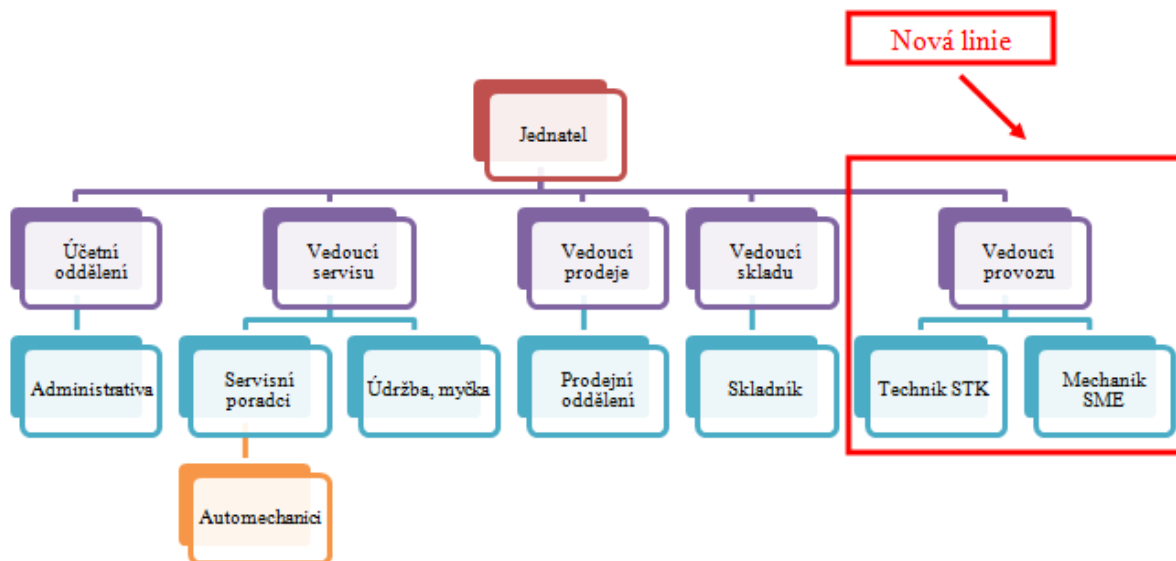 Nová linie
Jednatel
Účetní
oddělení
Vedoucí
servisu
Vedoucí
prodeje
Vedoucí
skladu
Vedoucí
provozu
Administrativa
Servisní
poradci
Údržba, myčka
Prodejní
oddělení
Skladník
Technik STK
Mechanik
SME
Automechanici